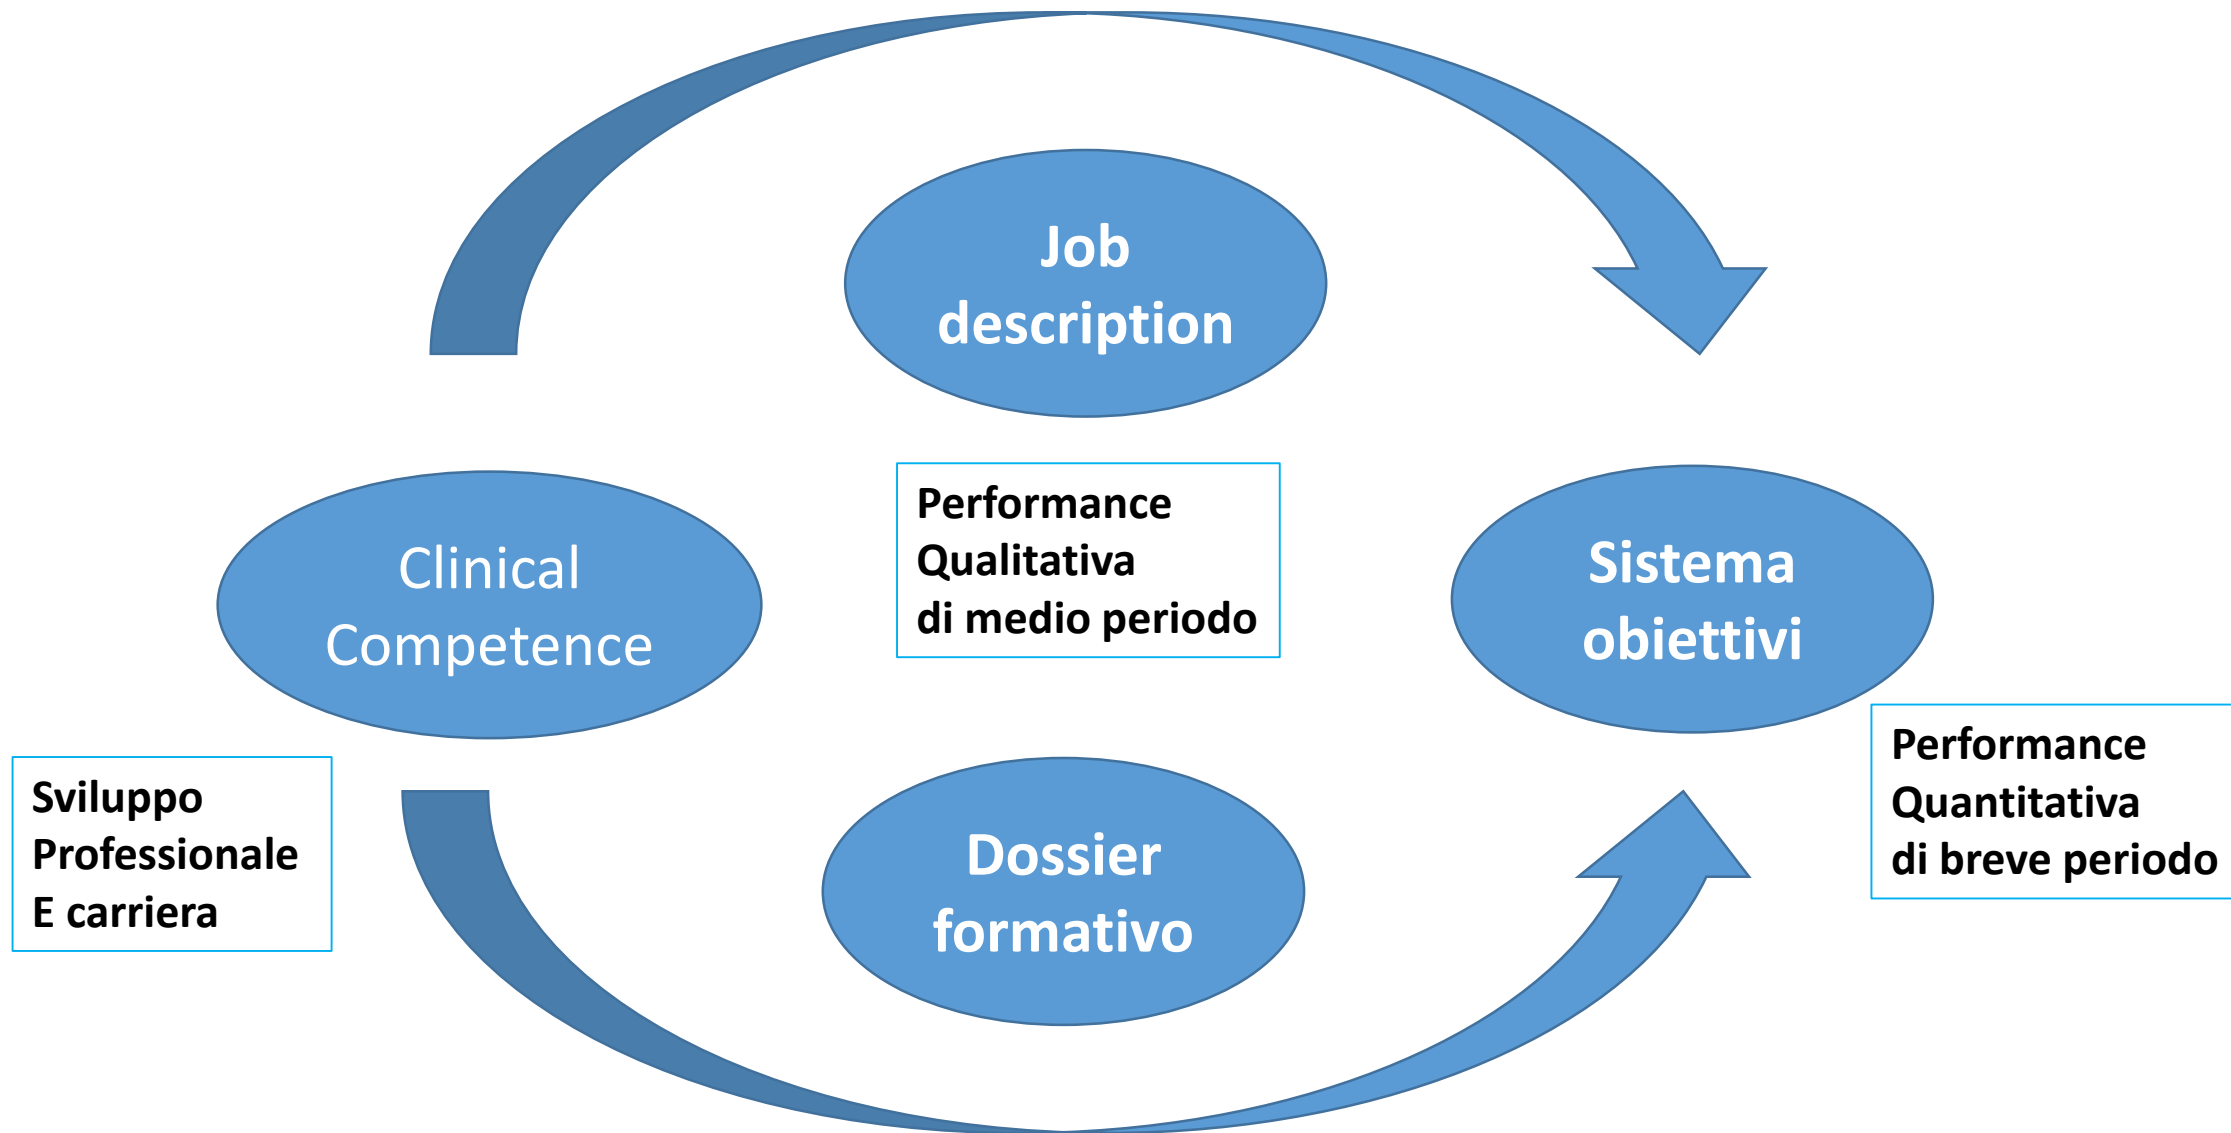 Job
description
Performance
Qualitativa
di medio periodo
Clinical
Competence
Sistema
obiettivi
Sviluppo
Professionale
E carriera
Dossier
formativo
Performance
Quantitativa
di breve periodo